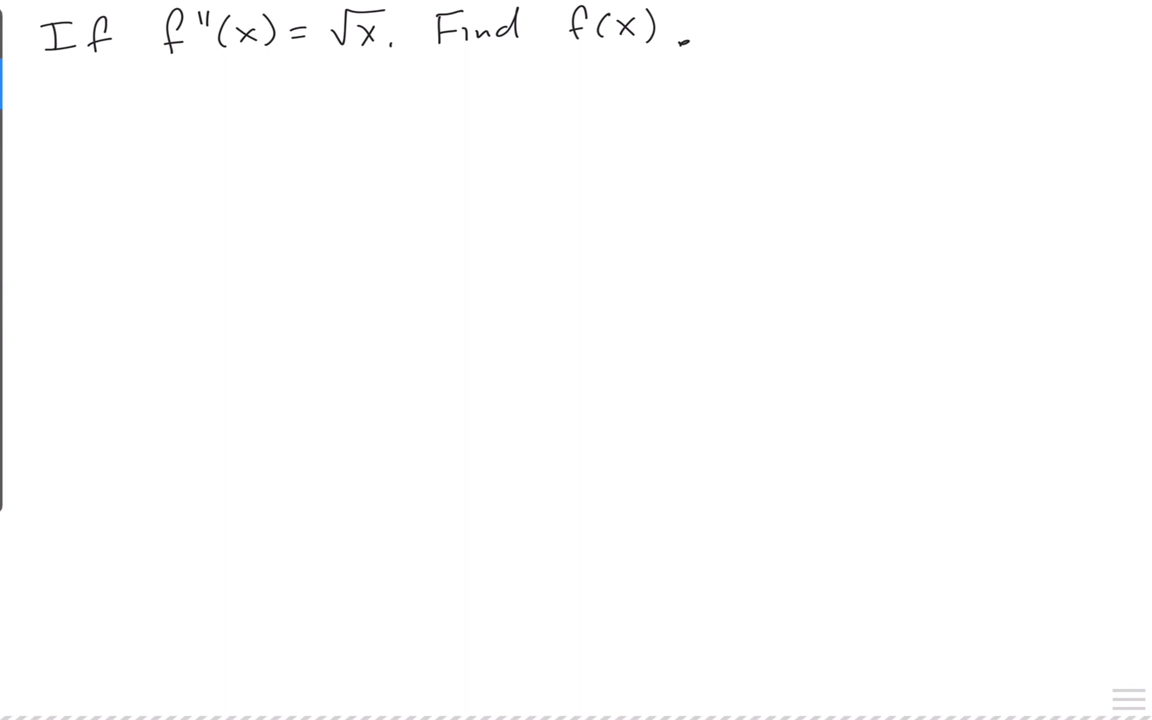 If f"(x) = √x. Find f(x).